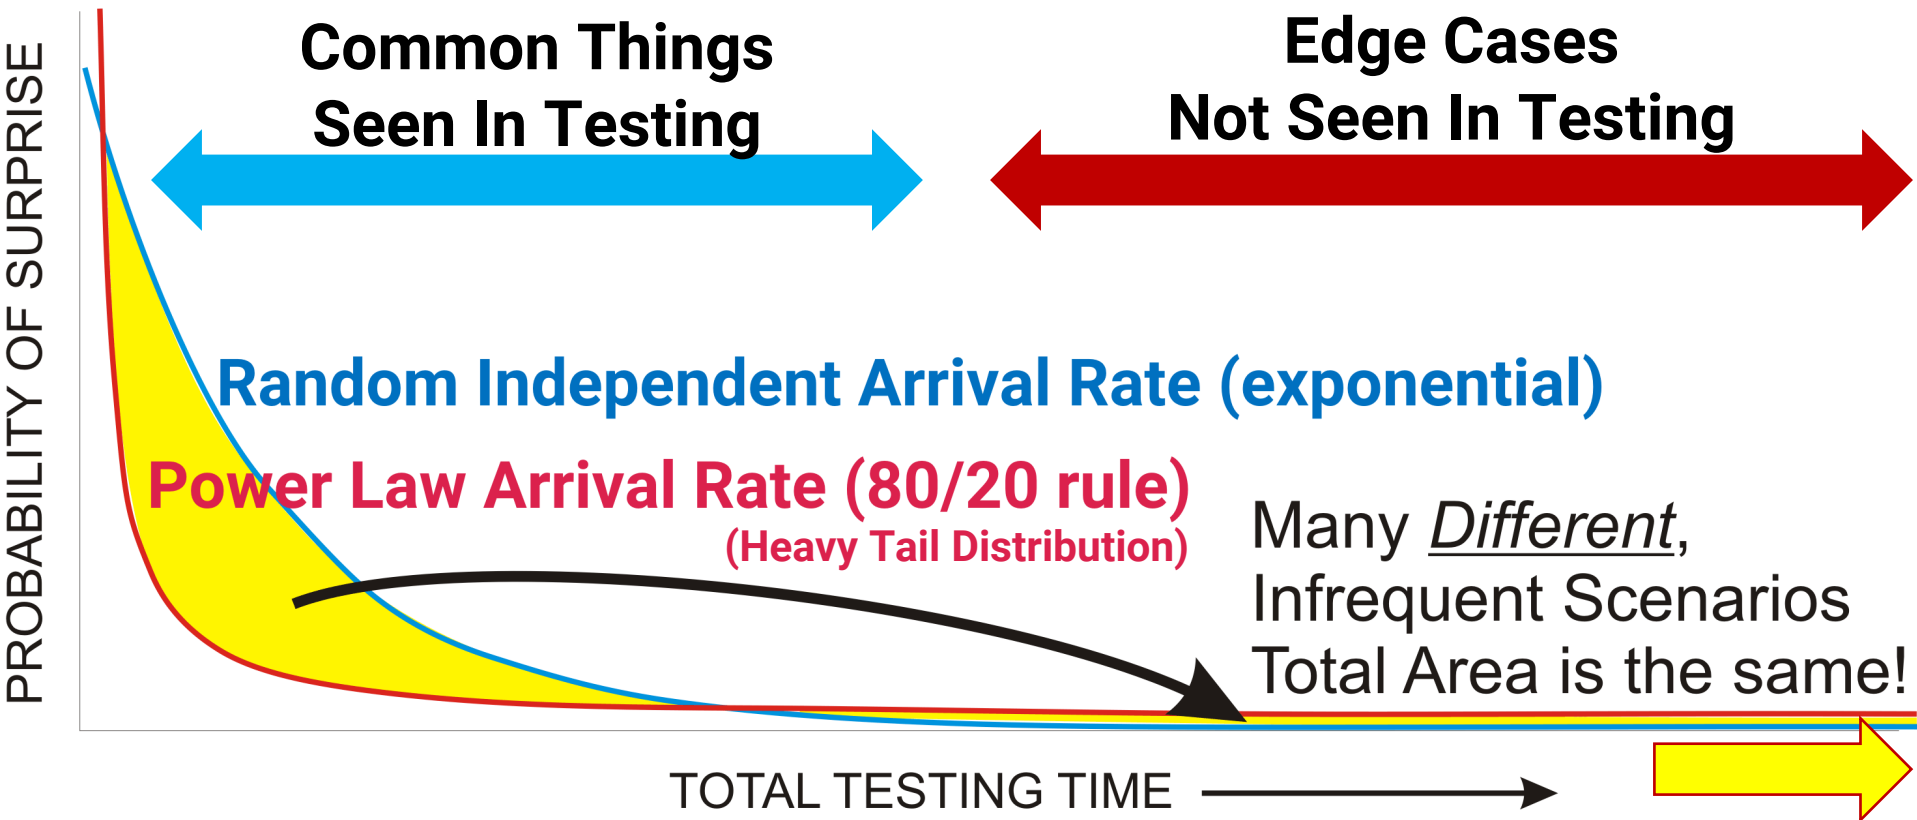 PROBABILITY OF SURPRISE
Common Things
Seen In Testing
Edge Cases
Not Seen In Testing
Random Independent Arrival Rate (exponential)
Power Law Arrival Rate (80/20 rule)
(Heavy Tail Distribution)
Many Different,
Infrequent Scenarios
Total Area is the same!
TOTAL TESTING TIME